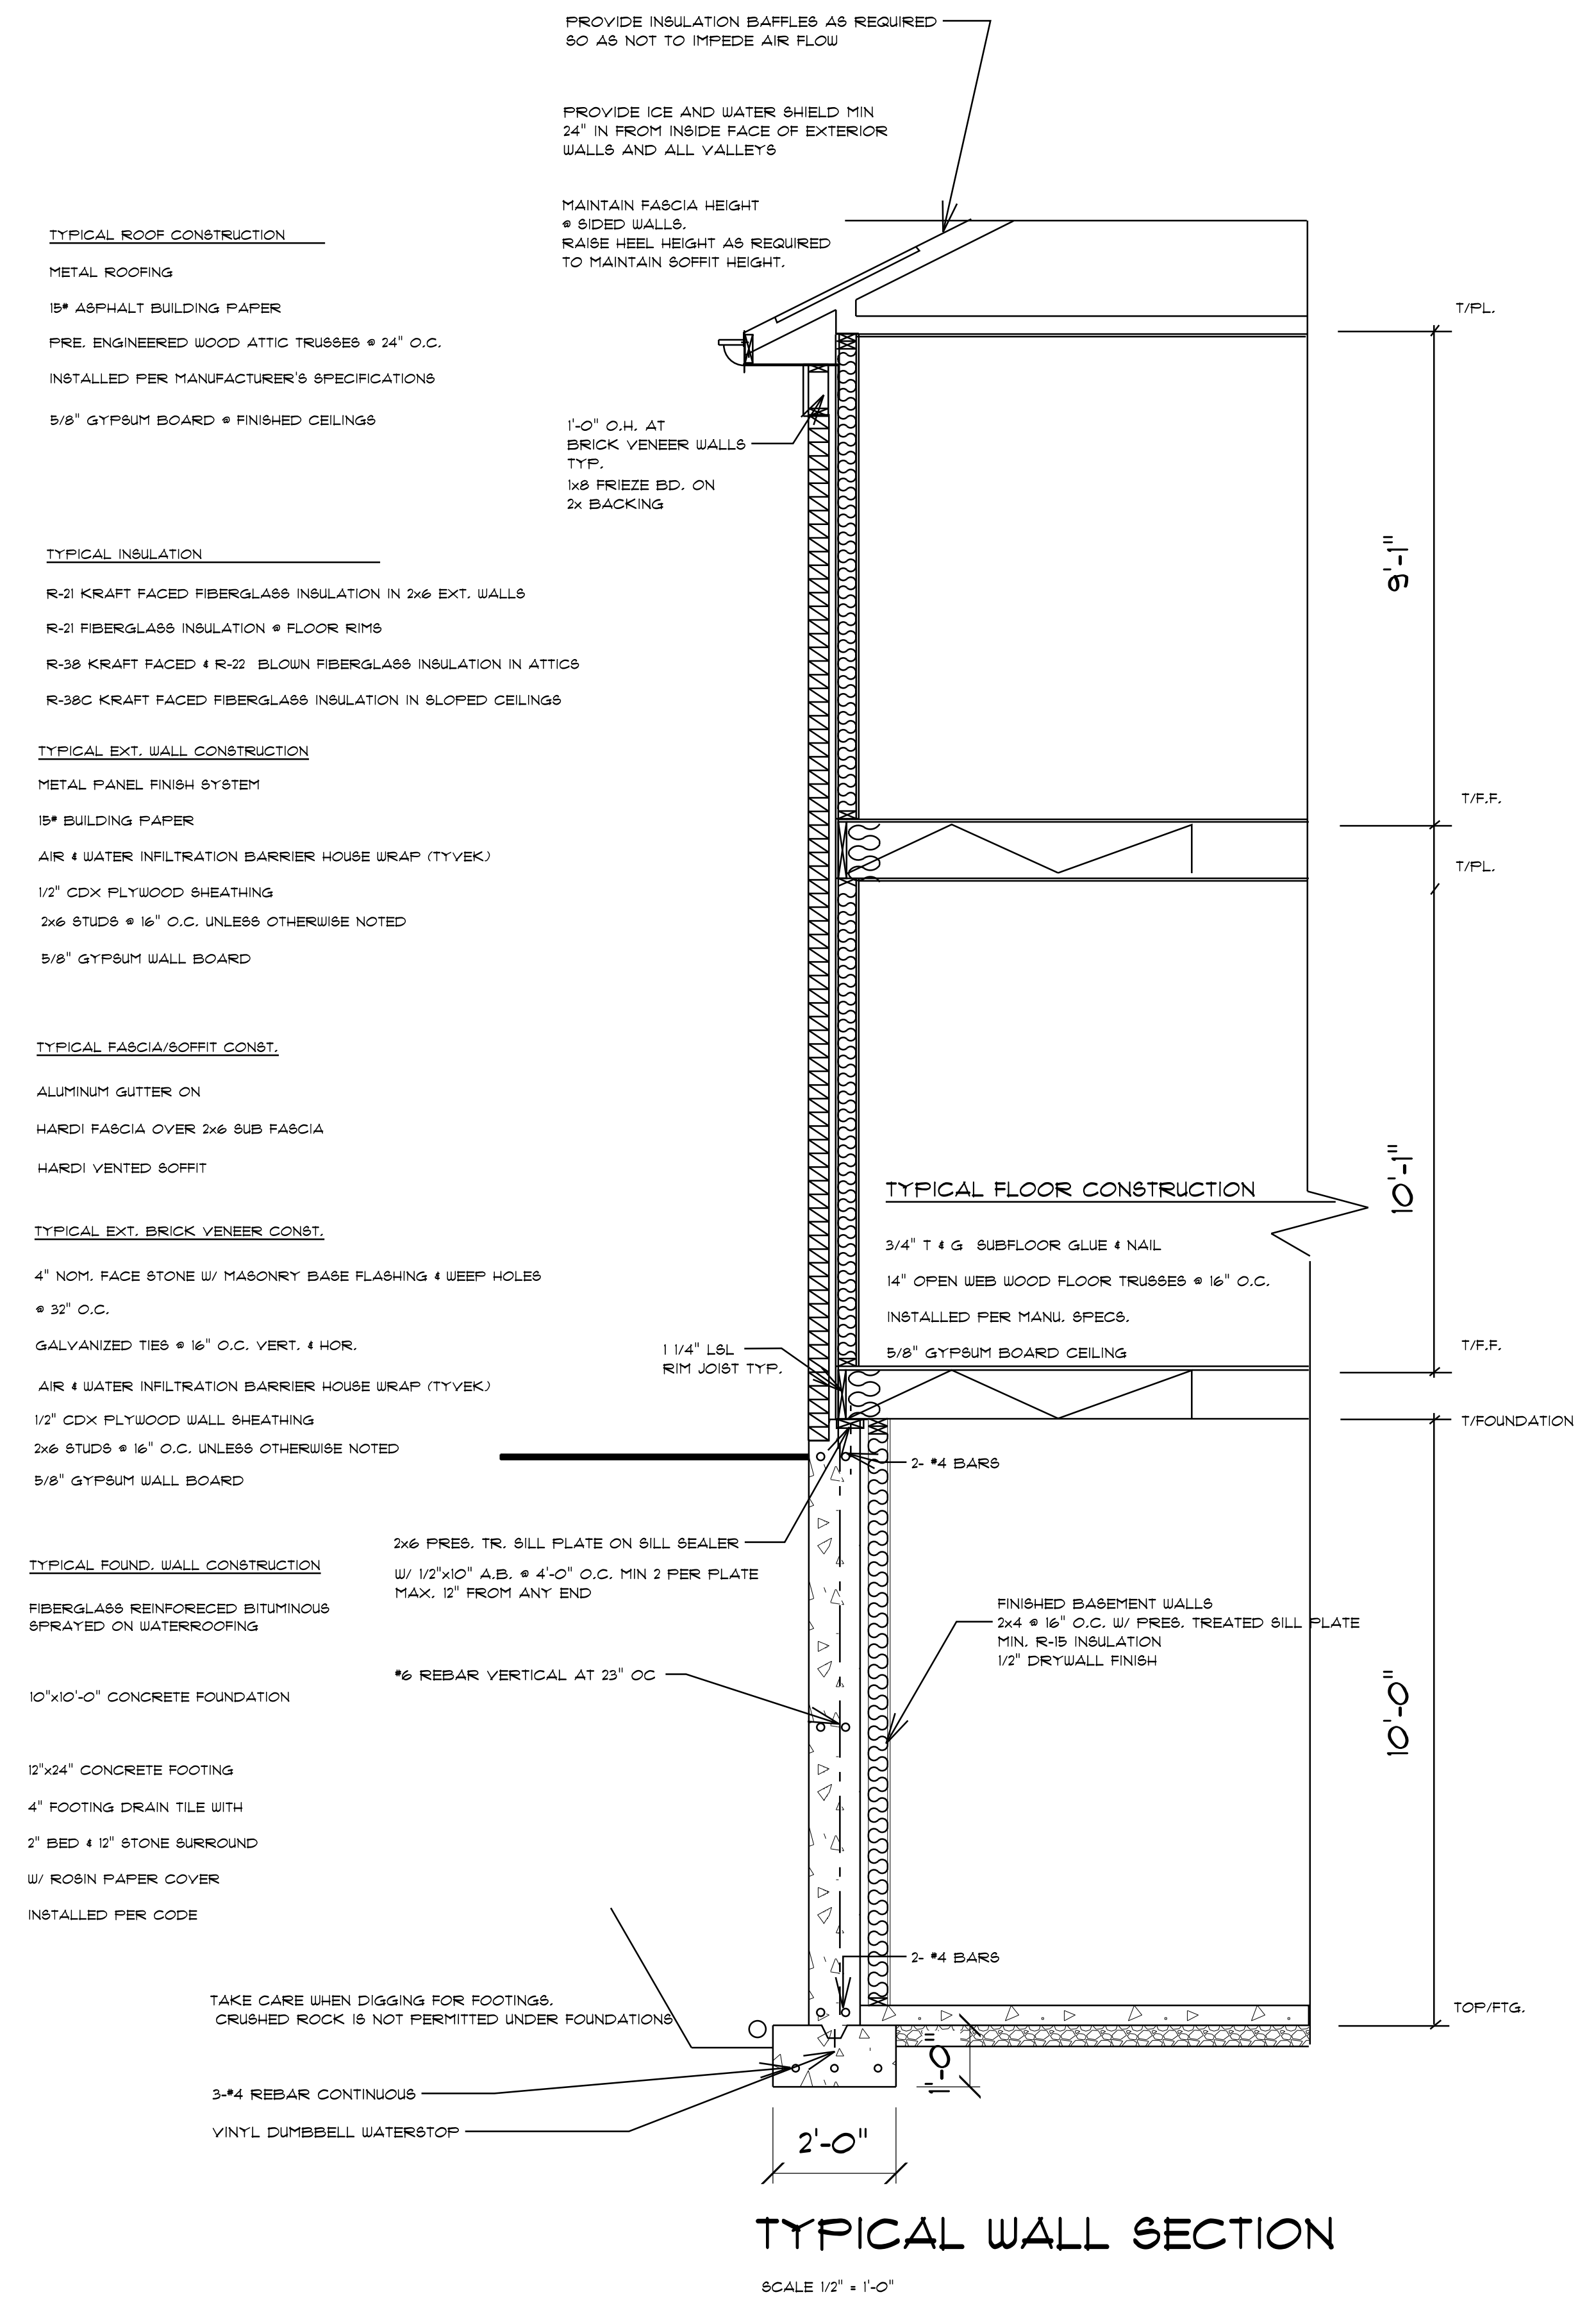 PROVIDE INSULATION BAFFLES AS REQUIRED
SO AS NOT TO IMPEDE AIR FLOW
PROVIDE ICE AND WATER SHIELD MIN
24" IN FROM INSIDE FACE OF EXTERIOR
WALLS AND ALL VALLEYS
MAINTAIN FASCIA HEIGHT
@ SIDED WALLS.
RAISE HEEL HEIGHT AS REQUIRED
TO MAINTAIN SOFFIT HEIGHT.
TYPICAL ROOF CONSTRUCTION
METAL ROOFING
15# ASPHALT BUILDING PAPER
PRE. ENGINEERED WOOD ATTIC TRUSSES @ 24" O.C.
INSTALLED PER MANUFACTURER'S SPECIFICATIONS
5/8" GYPSUM BOARD @ FINISHED CEILINGS
1'-0" O.H. AT
BRICK VENEER WALLS
TYP.
1x8 FRIEZE BD. ON
2x BACKING
TYPICAL INSULATION
R-21 KRAFT FACED FIBERGLASS INSULATION IN 2x6 EXT. WALLS
R-21 FIBERGLASS INSULATION @ FLOOR RIMS
R-38 KRAFT FACED & R-22 BLOWN FIBERGLASS INSULATION IN ATTICS
R-38C KRAFT FACED FIBERGLASS INSULATION IN SLOPED CEILINGS
TYPICAL EXT. WALL CONSTRUCTION
METAL PANEL FINISH SYSTEM
15# BUILDING PAPER
AIR & WATER INFILTRATION BARRIER HOUSE WRAP (TYVEK)
1/2" CDX PLYWOOD SHEATHING
2x6 STUDS @ 16" O.C. UNLESS OTHERWISE NOTED
5/8" GYPSUM WALL BOARD
TYPICAL FASCIA/SOFFIT CONST.
ALUMINUM GUTTER ON
HARDI FASCIA OVER 2x6 SUB FASCIA
HARDI VENTED SOFFIT
TYPICAL EXT. BRICK VENEER CONST.
4" NOM. FACE STONE W/ MASONRY BASE FLASHING & WEEP HOLES
@ 32" O.C.
GALVANIZED TIES @ 16" O.C. VERT. & HOR.
AIR & WATER INFILTRATION BARRIER HOUSE WRAP (TYVEK)
1/2" CDX PLYWOOD WALL SHEATHING
2x6 STUDS @ 16" O.C. UNLESS OTHERWISE NOTED
5/8" GYPSUM WALL BOARD
TYPICAL FOUND. WALL CONSTRUCTION
FIBERGLASS REINFORECED BITUMINOUS
SPRAYED ON WATERROOFING
10"x10'-0" CONCRETE FOUNDATION
12"x24" CONCRETE FOOTING
4" FOOTING DRAIN TILE WITH
2" BED & 12" STONE SURROUND
W/ ROSIN PAPER COVER
INSTALLED PER CODE
TYPICAL FLOOR CONSTRUCTION
3/4" T & G SUBFLOOR GLUE & NAIL
14" OPEN WEB WOOD FLOOR TRUSSES @ 16" O.C.
INSTALLED PER MANU. SPECS.
5/8" GYPSUM BOARD CEILING
1 1/4" LSL
RIM JOIST TYP.
2- #4 BARS
2x6 PRES. TR. SILL PLATE ON SILL SEALER
W/ 1/2"x10" A.B. @ 4'-0" O.C. MIN 2 PER PLATE
MAX. 12" FROM ANY END
FINISHED BASEMENT WALLS
2x4 @ 16" O.C. W/ PRES. TREATED SILL PLATE
MIN. R-15 INSULATION
1/2" DRYWALL FINISH
#6 REBAR VERTICAL AT 23" OC
2- #4 BARS
TAKE CARE WHEN DIGGING FOR FOOTINGS.
CRUSHED ROCK IS NOT PERMITTED UNDER FOUNDATIONS
3-#4 REBAR CONTINUOUS
VINYL DUMBBELL WATERSTOP
T/PL.
9'-1"
T/F.F.
T/PL.
10'-1"
T/F.F.
T/FOUNDATION
10'-0"
TOP/FTG.
1'-0"
2'-0"
TYPICAL WALL SECTION
SCALE 1/2" = 1'-0"